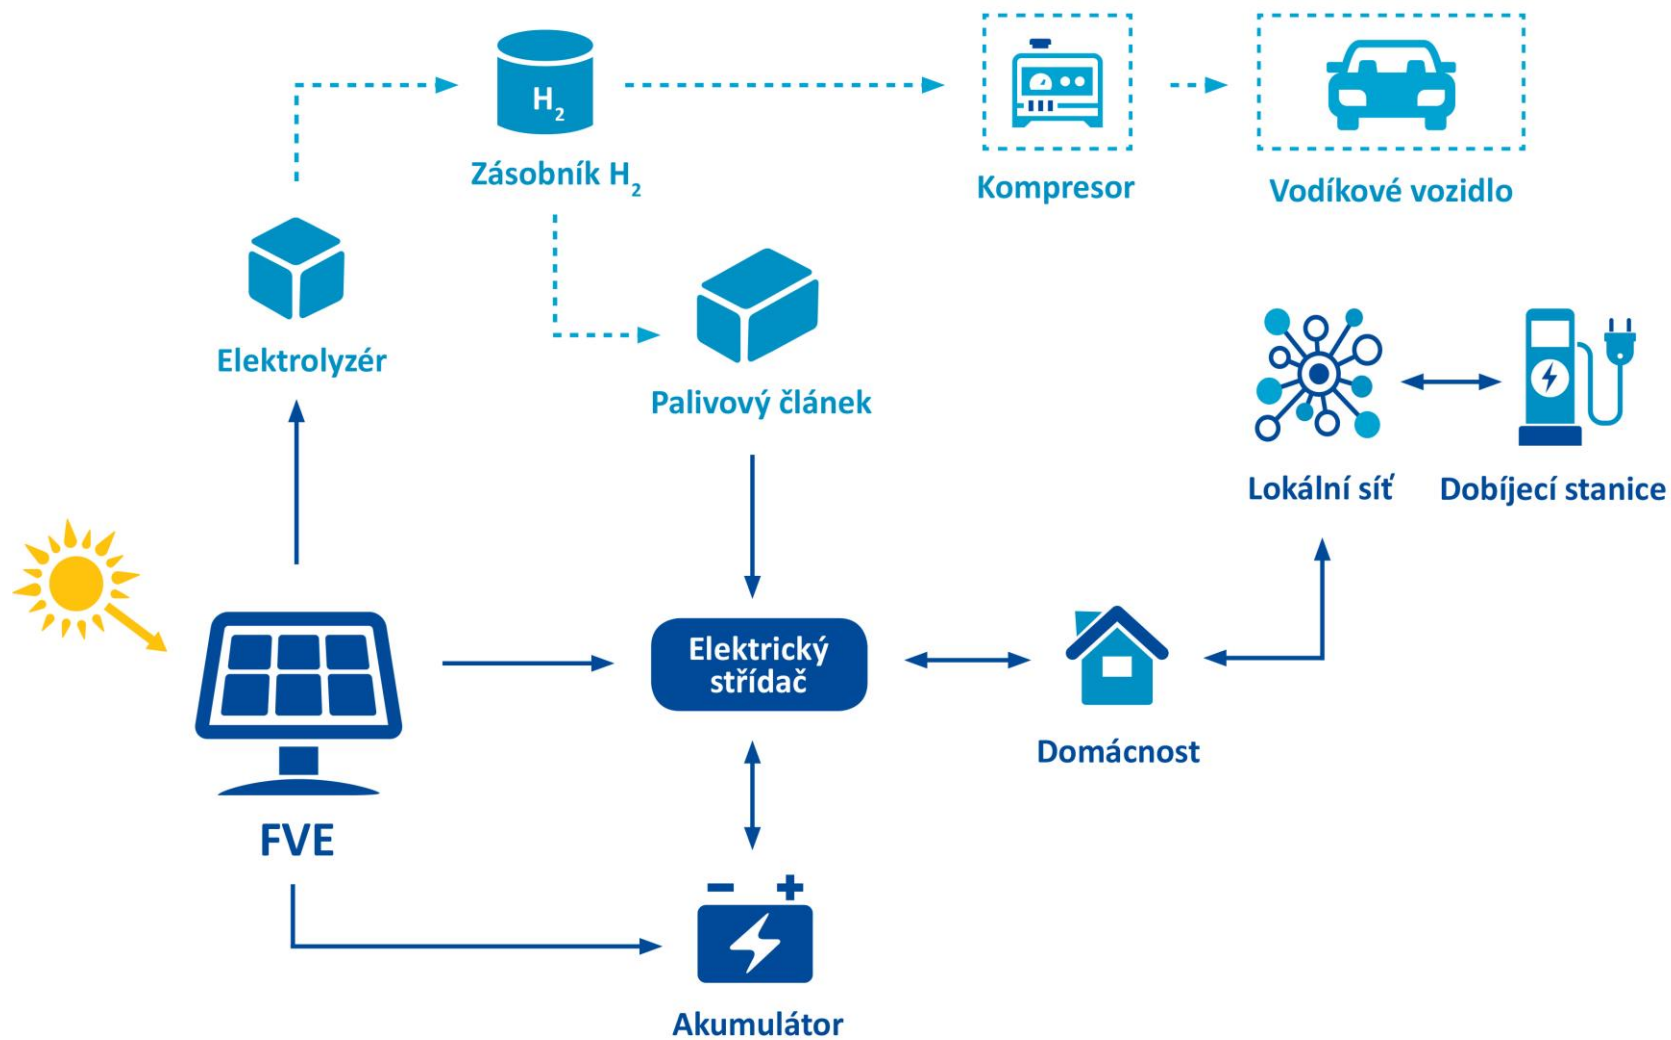 H₂
Zásobník H₂
Kompresor
Vodíkové vozidlo
Elektrolyzér
Palivový článek
Lokální síť
Dobíjecí stanice
Elektrický
střídač
Domácnost
FVE
Akumulátor